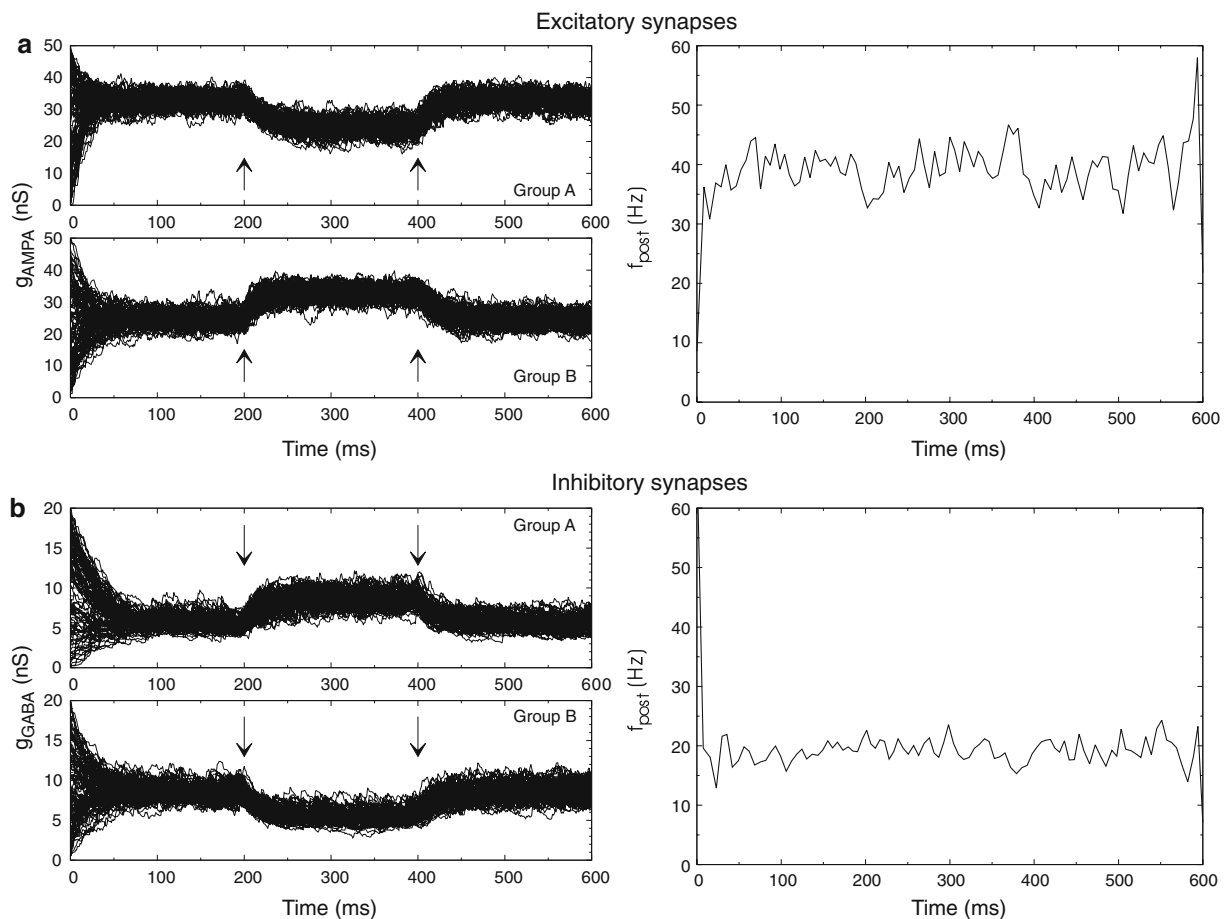 Excitatory synapses
a
50
40
30
20
10
0
Group A
0 100 200 300 400 500 600
50
40
30
20
10
0
Group B
0 100 200 300 400 500 600
g_AMPA (nS)
Time (ms)
60
50
40
30
20
10
0
f_post (Hz)
0 100 200 300 400 500 600
Time (ms)
Inhibitory synapses
b
20
15
10
5
0
Group A
0 100 200 300 400 500 600
20
15
10
5
0
Group B
0 100 200 300 400 500 600
g_GABA (nS)
Time (ms)
60
50
40
30
20
10
0
f_post (Hz)
0 100 200 300 400 500 600
Time (ms)